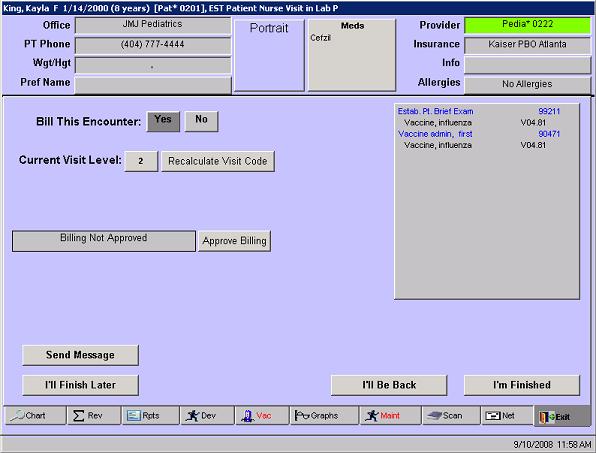 King, Kayla F 1/14/2000 (8 years) [Pat* 0201], EST Patient Nurse Visit in Lab P
Office JMJ Pediatrics
PT Phone (404) 777-4444
Wgt/Hgt ,
Pref Name
Portrait
Meds
Cefzil
Provider Pedia* 0222
Insurance Kaiser PBO Atlanta
Info
Allergies No Allergies
Bill This Encounter: Yes No
Current Visit Level: 2 Recalculate Visit Code
Billing Not Approved Approve Billing
Estab. Pt. Brief Exam 99211
Vaccine, influenza V04.81
Vaccine admin, first 90471
Vaccine, influenza V04.81
Send Message
I'll Finish Later I'll Be Back I'm Finished
Chart Rev Rpts Dev Vac Graphs Maint Scan Net Exit
9/10/2008 11:58 AM